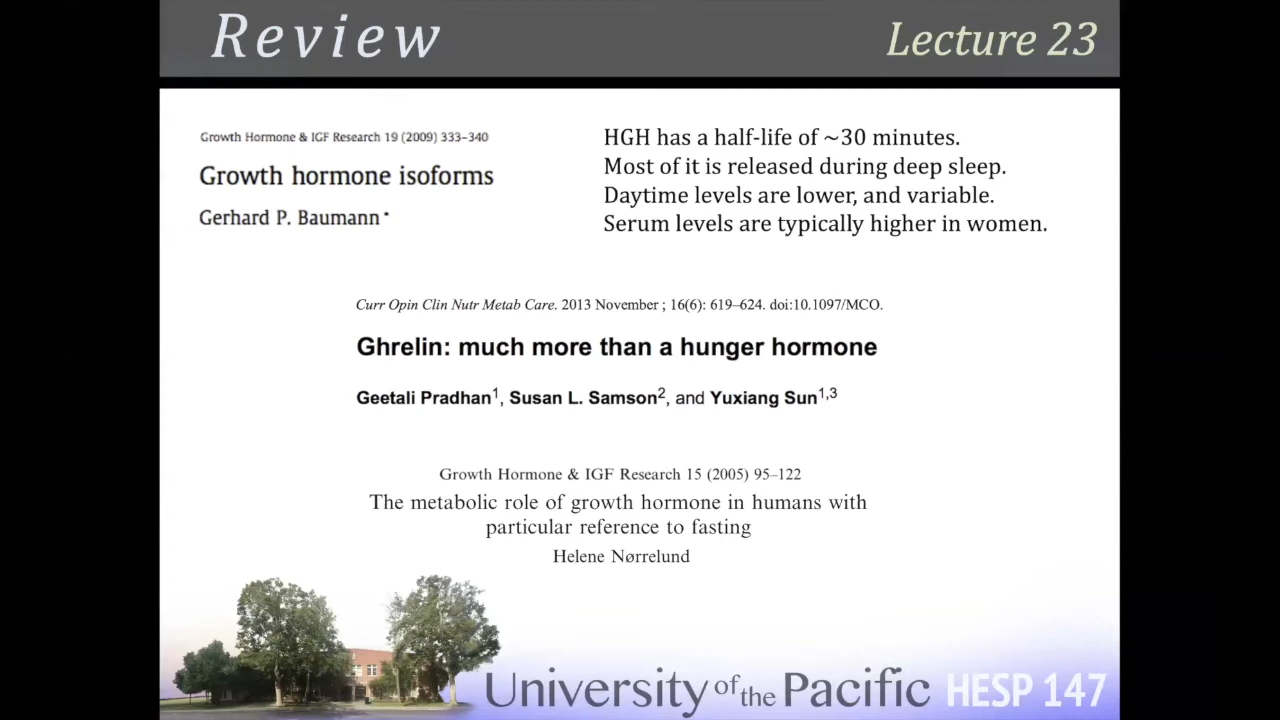 Review
Lecture 23
Growth Hormone & IGF Research 19 (2009) 333–340
Growth hormone isoforms
Gerhard P. Baumann *
HGH has a half-life of ~30 minutes.
Most of it is released during deep sleep.
Daytime levels are lower, and variable.
Serum levels are typically higher in women.
Curr Opin Clin Nutr Metab Care. 2013 November ; 16(6): 619–624. doi:10.1097/MCO.
Ghrelin: much more than a hunger hormone
Geetali Pradhan1, Susan L. Samson2, and Yuxiang Sun1,3
Growth Hormone & IGF Research 15 (2005) 95–122
The metabolic role of growth hormone in humans with
particular reference to fasting
Helene Nørrelund
University of the Pacific HESP 147